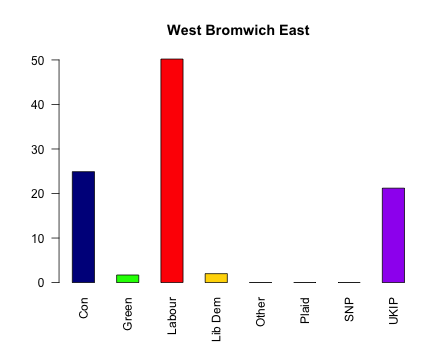 West Bromwich East
50
40
30
20
10
0
Con
Green
Labour
Lib Dem
Other
Plaid
SNP
UKIP